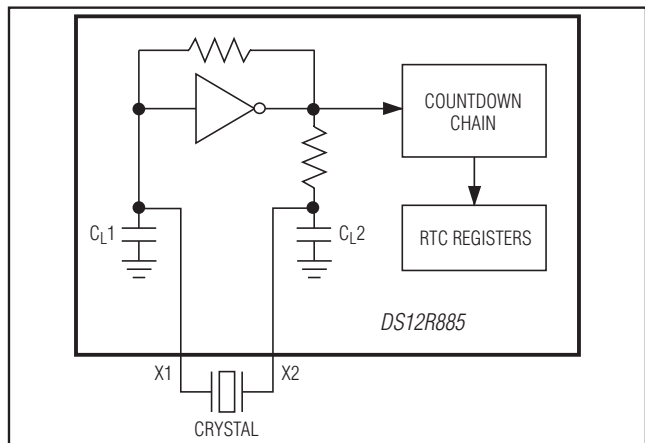 COUNTDOWN
CHAIN
RTC REGISTERS
CL1
CL2
DS12R885
X1
X2
CRYSTAL